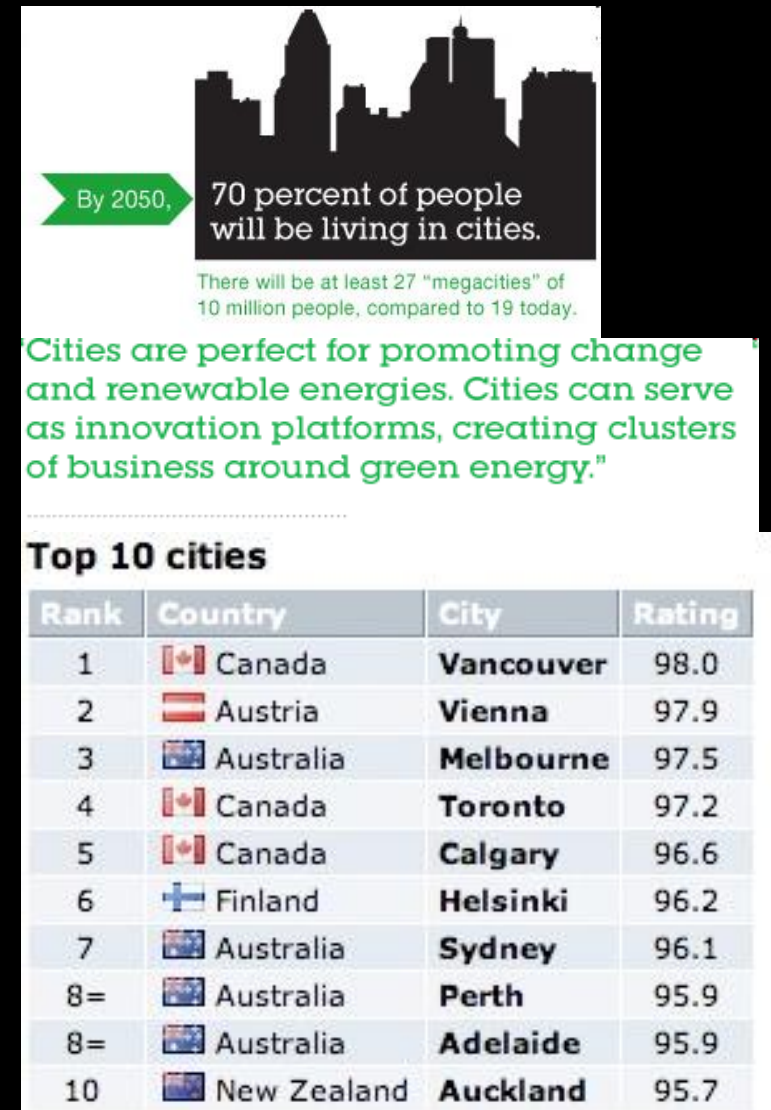 By 2050,
70 percent of people
will be living in cities.
There will be at least 27 “megacities” of
10 million people, compared to 19 today.
“Cities are perfect for promoting change
and renewable energies. Cities can serve
as innovation platforms, creating clusters
of business around green energy.”
Top 10 cities
Rank Country City Rating
1 Canada Vancouver 98.0
2 Austria Vienna 97.9
3 Australia Melbourne 97.5
4 Canada Toronto 97.2
5 Canada Calgary 96.6
6 Finland Helsinki 96.2
7 Australia Sydney 96.1
8= Australia Perth 95.9
8= Australia Adelaide 95.9
10 New Zealand Auckland 95.7